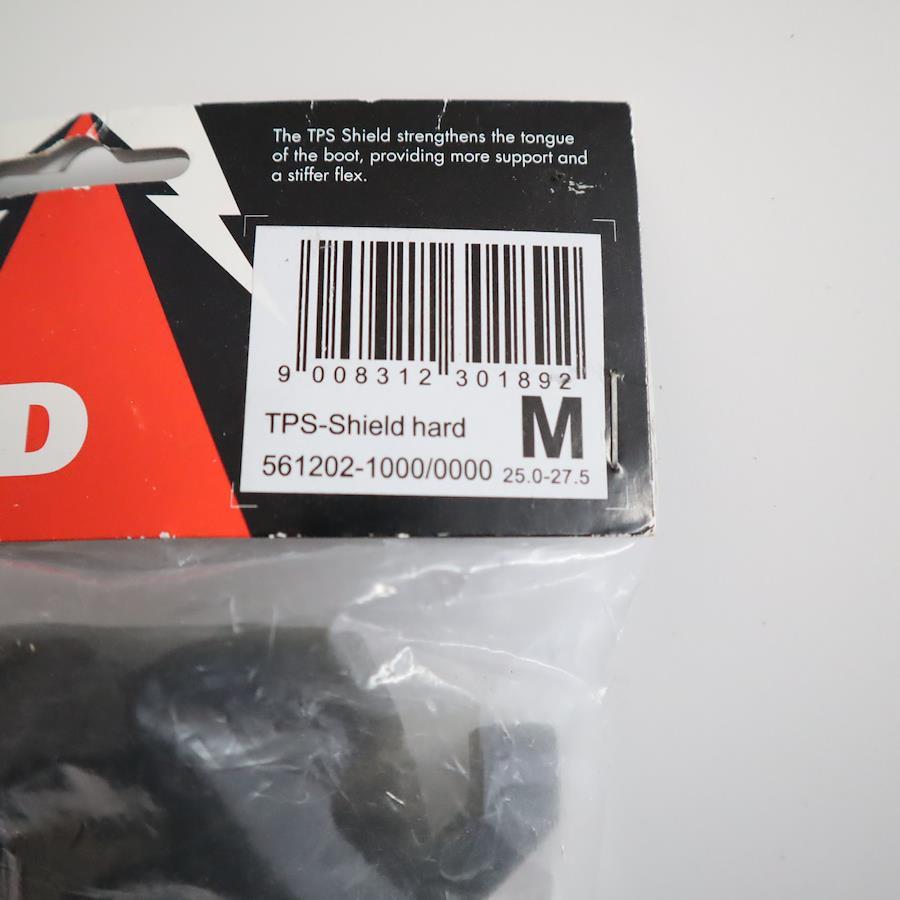 The TPS Shield strengthens the tongue
of the boot, providing more support and
a stiffer flex.
9 008312 301892
TPS-Shield hard
M
561202-1000/0000
25.0-27.5
D